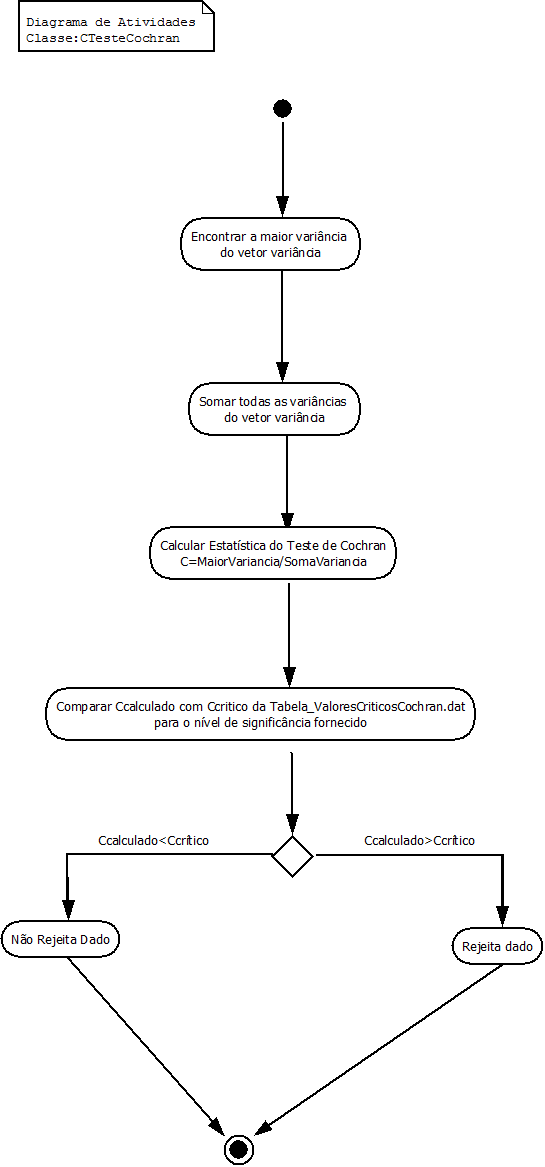 Diagrama de Atividades
Classe:CTesteCochran
Encontrar a maior variância
do vetor variância
Somar todas as variâncias
do vetor variância
Calcular Estatística do Teste de Cochran
C=MaiorVariancia/SomaVariancia
Comparar Ccalculado com Ccritico da Tabela_ValoresCriticosCochran.dat
para o nível de significância fornecido
Ccalculado<Ccrítico
Ccalculado>Ccrítico
Não Rejeita Dado
Rejeita dado